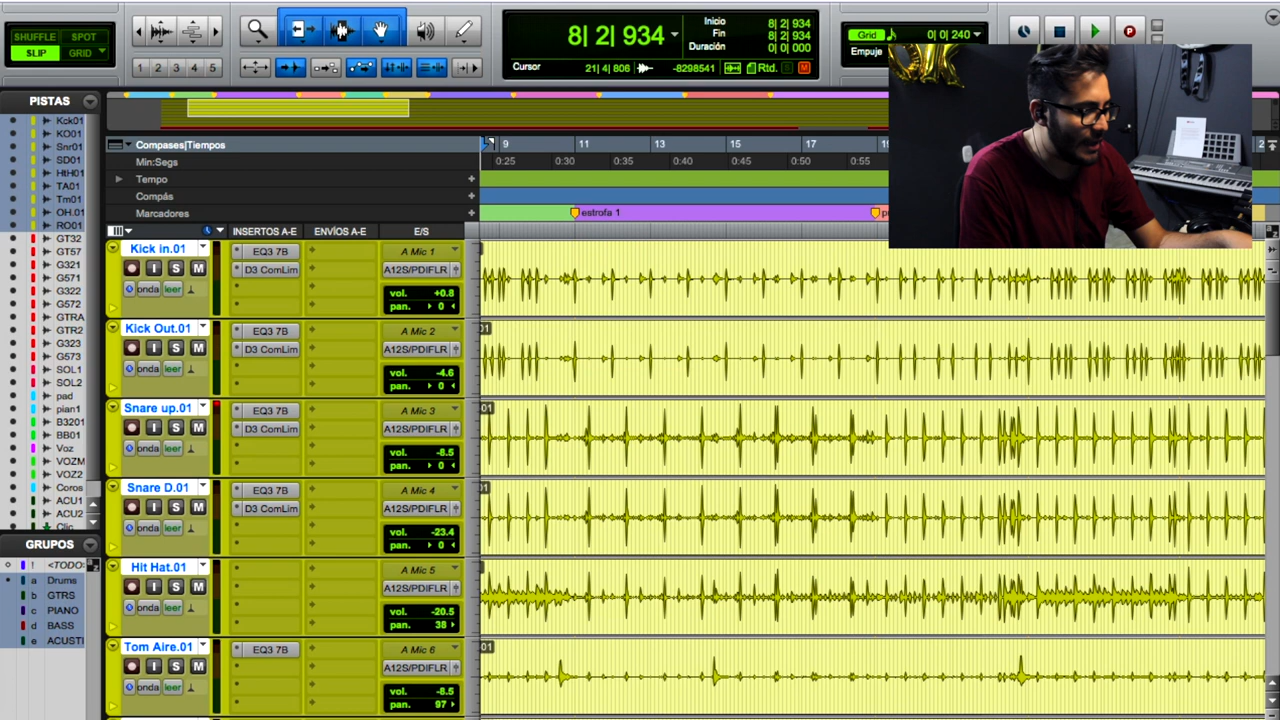 SHUFFLE SPOT
SLIP GRID
1 2 3 4 5
8| 2| 934
Inicio 8| 2| 934
Fin 8| 2| 934
Duración 0| 0| 000
Cursor 21| 4| 806 -8298541 Rtd.
Grid 0| 0| 240
Empuje
PISTAS
Kck01
KO01
Snr01
SD01
HtH01
TA01
Tm01
OH.01
RO01
GT32
GT57
G321
G571
G322
G572
GTRA
GTR2
G323
G573
SOL1
SOL2
pad
pian1
B3201
BB01
Voz
VOZM
VOZ2
Coros
ACU1
ACU2
Clic
GRUPOS
! <TODO>
a Drums
b GTRS
c PIANO
d BASS
e ACUSTI
Compases|Tiempos 9 11 13 15 17
Min:Segs 0:25 0:30 0:35 0:40 0:45 0:50 0:55
Tempo
Compás
Marcadores estrofa 1
INSERTOS A-E ENVÍOS A-E E/S
Kick in.01 EQ3 7B A Mic 1
I S M D3 ComLim A12S/PDIFLR
onda leer vol. +0.8
pan. 0
Kick Out.01 EQ3 7B A Mic 2
I S M D3 ComLim A12S/PDIFLR
onda leer vol. -4.6
pan. 0
Snare up.01 EQ3 7B A Mic 3
I S M D3 ComLim A12S/PDIFLR
onda leer vol. -8.5
pan. 0
Snare D.01 EQ3 7B A Mic 4
I S M D3 ComLim A12S/PDIFLR
onda leer vol. -23.4
pan. 0
Hit Hat.01 A Mic 5
I S M A12S/PDIFLR
onda leer vol. -20.5
pan. 38
Tom Aire.01 EQ3 7B A Mic 6
I S M A12S/PDIFLR
onda leer vol. -8.5
pan. 97